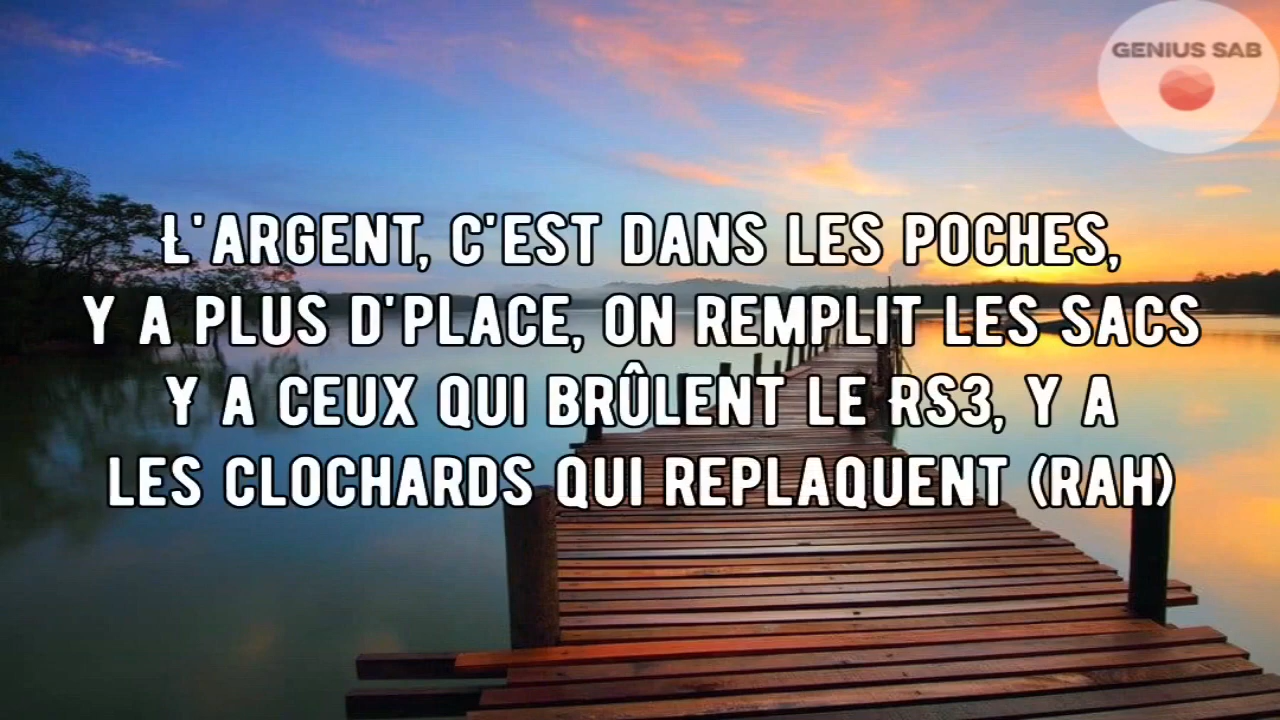 GENIUS SAB
L'ARGENT, C'EST DANS LES POCHES,
Y A PLUS D'PLACE, ON REMPLIT LES SACS
Y A CEUX QUI BRÛLENT LE RS3, Y A
LES CLOCHARDS QUI REPLAQUENT (RAH)